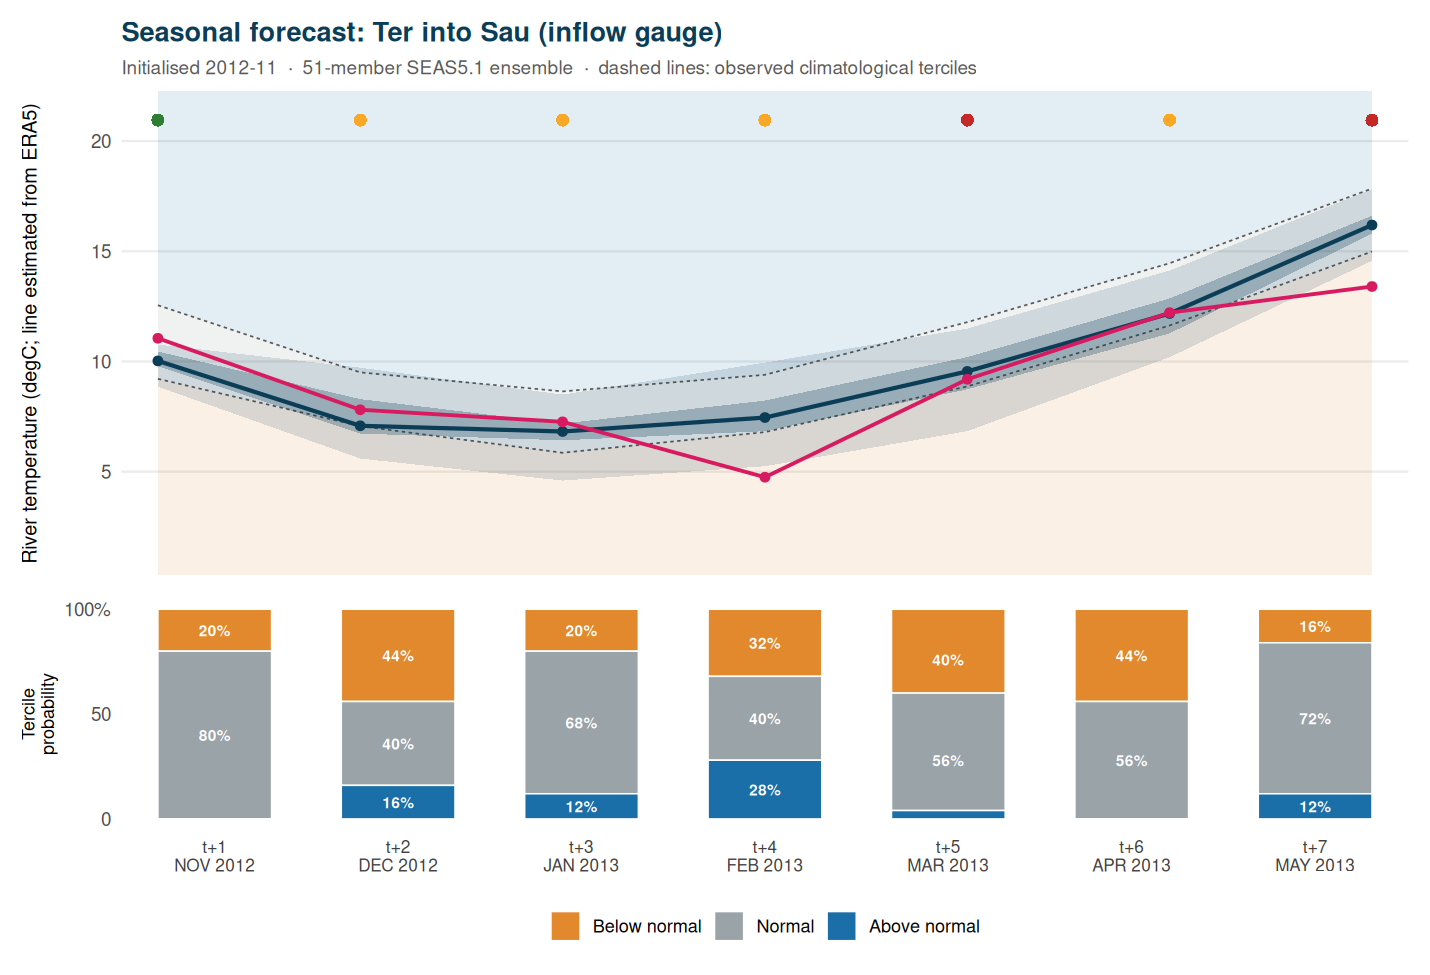 Seasonal forecast: Ter into Sau (inflow gauge)
Initialised 2012-11 · 51-member SEAS5.1 ensemble · dashed lines: observed climatological terciles
River temperature (degC; line estimated from ERA5)
20
15
10
5
Tercile
probability
100%
50
0
20%
80%
44%
40%
16%
20%
68%
12%
32%
40%
28%
40%
56%
44%
56%
16%
72%
12%
t+1
NOV 2012
t+2
DEC 2012
t+3
JAN 2013
t+4
FEB 2013
t+5
MAR 2013
t+6
APR 2013
t+7
MAY 2013
Below normal
Normal
Above normal